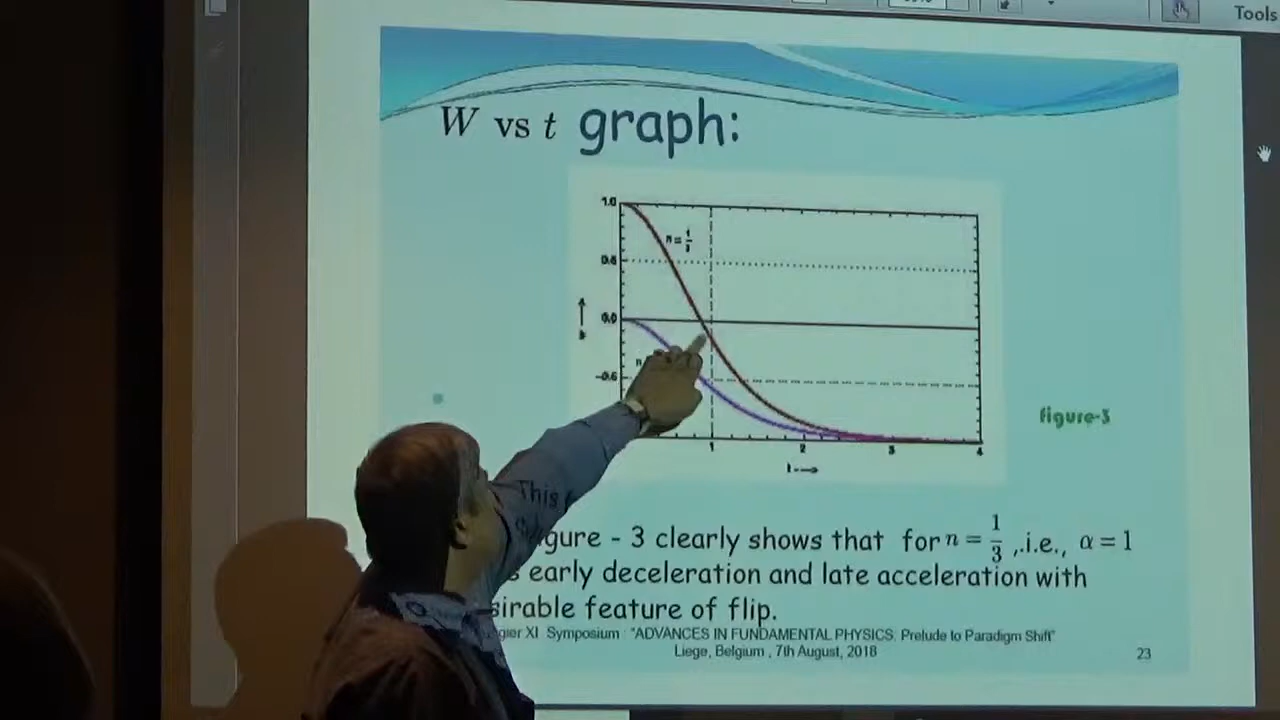 Tools
W vs t graph:
1.0
n = 1/3
0.5
0.0
-0.5
1
2
3
4
t
figure-3
This
gure - 3 clearly shows that for n = 1/3 ,.i.e., α = 1
s early deceleration and late acceleration with
sirable feature of flip.
gier XI Symposium : "ADVANCES IN FUNDAMENTAL PHYSICS. Prelude to Paradigm Shift"
Liege, Belgium , 7th August, 2018
23